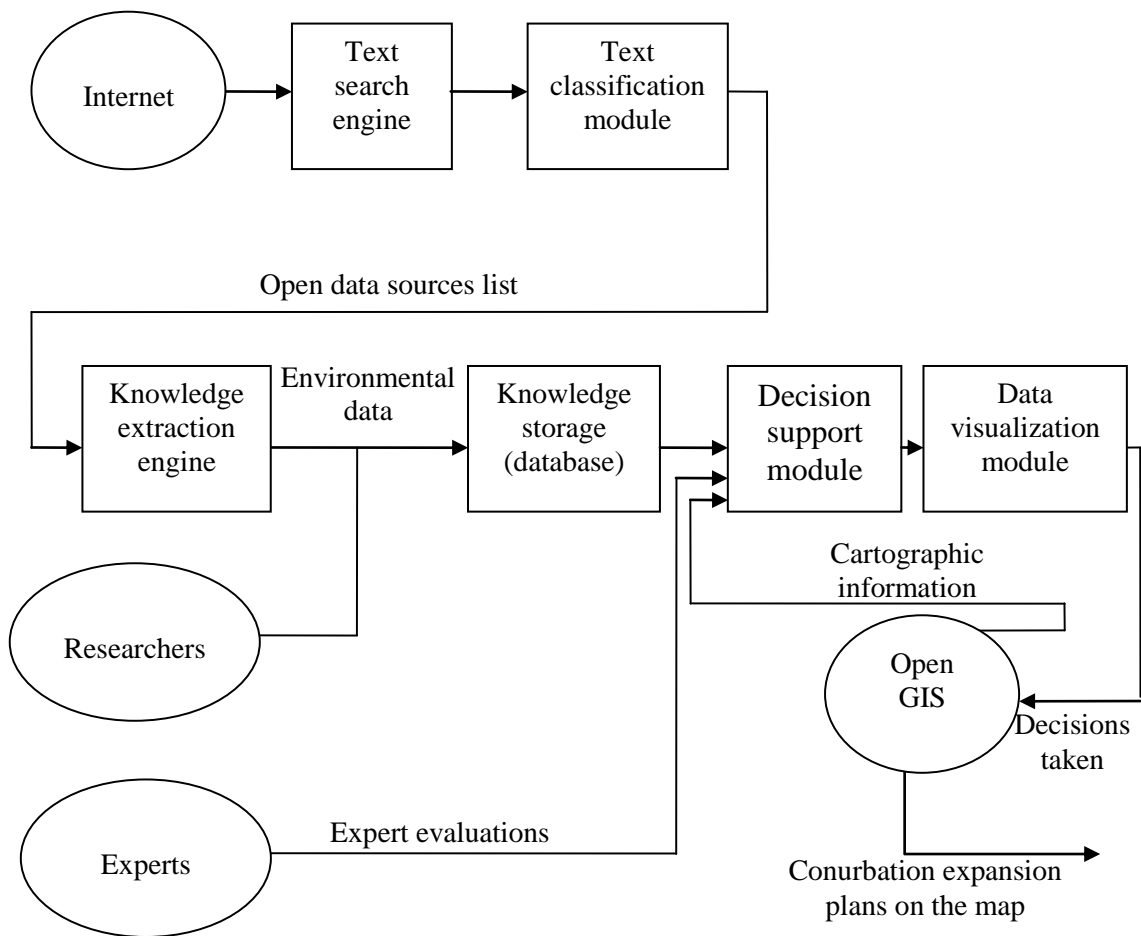 Internet
Text
search
engine
Text
classification
module
Open data sources list
Knowledge
extraction
engine
Environmental
data
Knowledge
storage
(database)
Decision
support
module
Data
visualization
module
Cartographic
information
Researchers
Open
GIS
Decisions
taken
Experts
Expert evaluations
Conurbation expansion
plans on the map